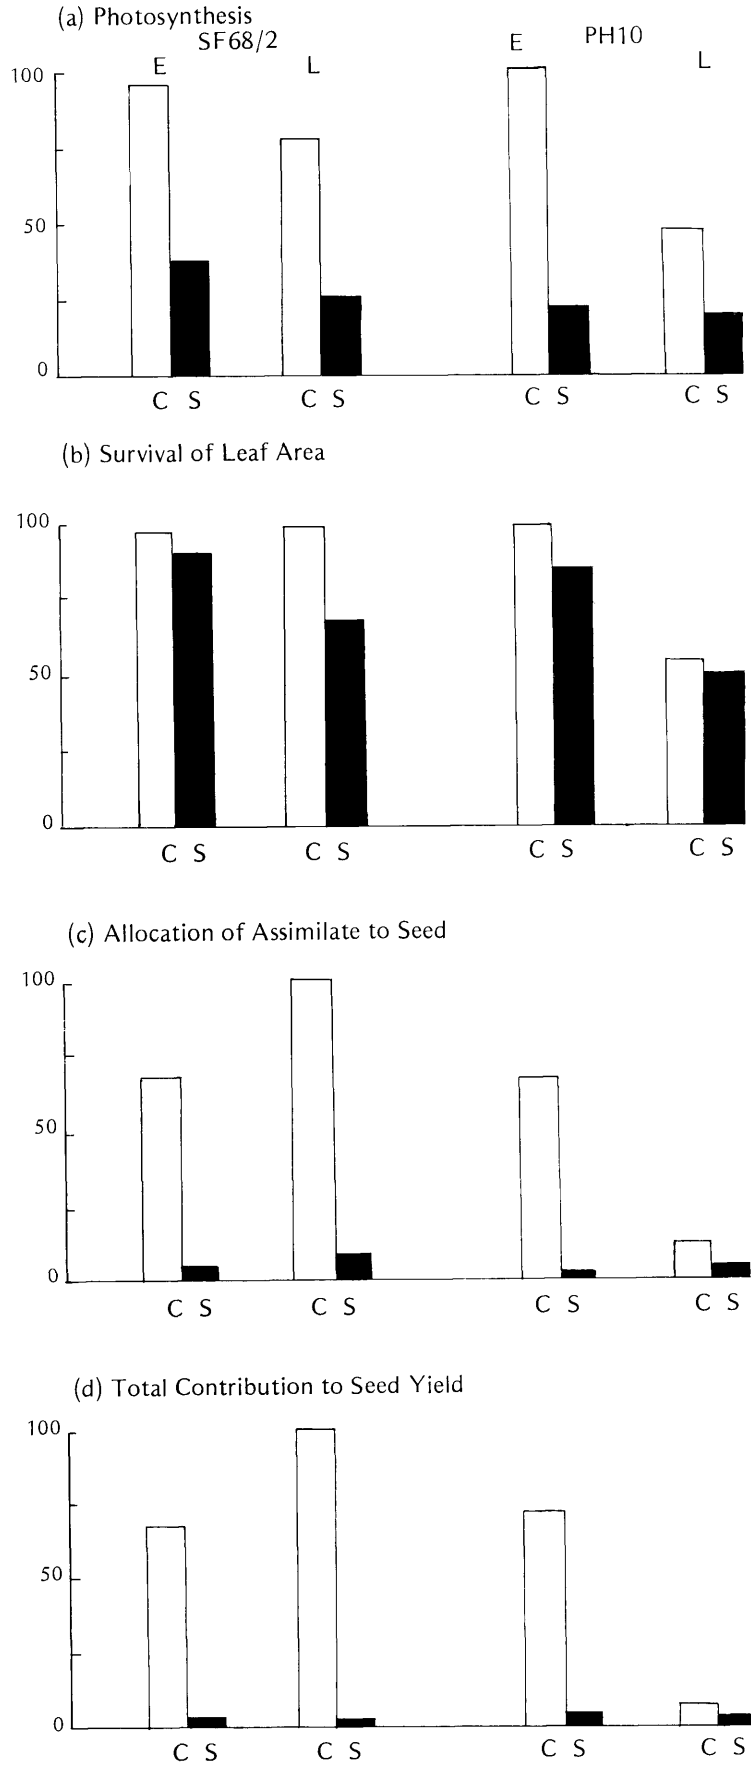 (a) Photosynthesis
SF68/2 PH10
E L E L
100
50
0
C S C S C S C S
(b) Survival of Leaf Area
100
50
0
C S C S C S C S
(c) Allocation of Assimilate to Seed
100
50
0
C S C S C S C S
(d) Total Contribution to Seed Yield
100
50
0
C S C S C S C S